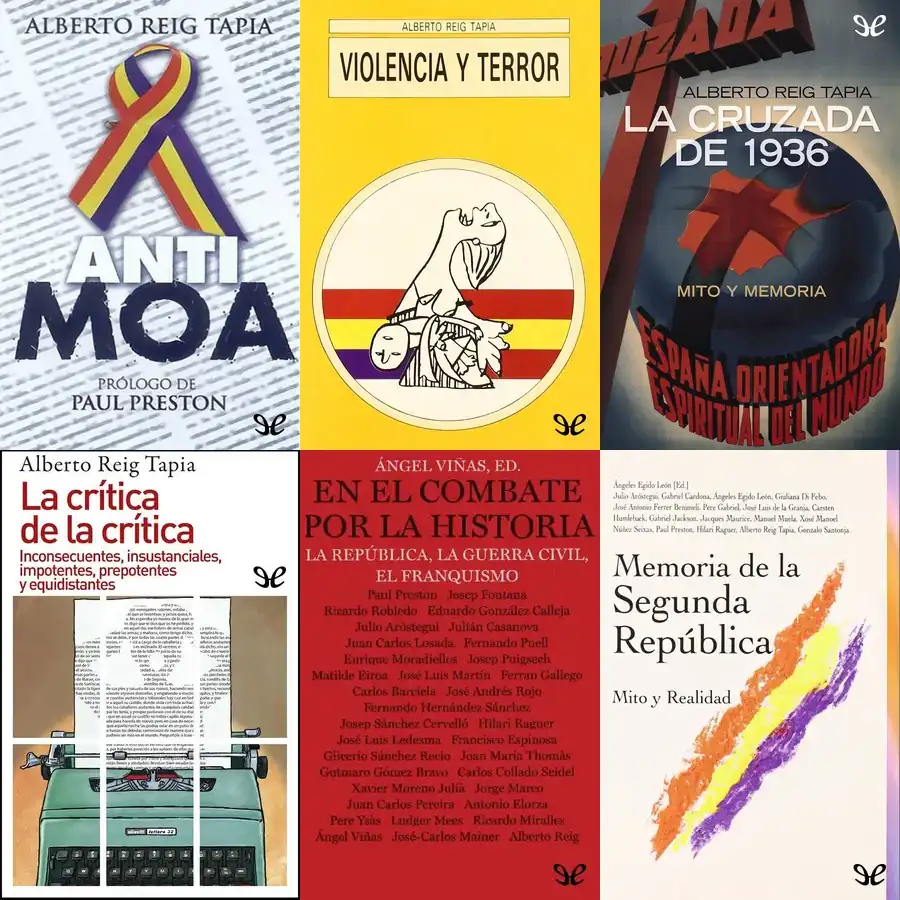 ALBERTO REIG TAPIA
ANTI
MOA
PRÓLOGO DE
PAUL PRESTON
ALBERTO REIG TAPIA
VIOLENCIA Y TERROR
CRUZADA
ALBERTO REIG TAPIA
LA CRUZADA
DE 1936
MITO Y MEMORIA
ESPAÑA ORIENTADORA
ESPIRITUAL DEL MUNDO
Alberto Reig Tapia
La crítica
de la crítica
Inconsecuentes, insustanciales,
impotentes, prepotentes
y equidistantes
olivetti lettera 32
ÁNGEL VIÑAS, ED.
EN EL COMBATE
POR LA HISTORIA
LA REPÚBLICA, LA GUERRA CIVIL,
EL FRANQUISMO
Paul Preston Josep Fontana
Ricardo Robledo Eduardo González Calleja
Julio Aróstegui Julián Casanova
Juan Carlos Losada Fernando Puell
Enrique Moradiellos Josep Puigsech
Matilde Eiroa José Luis Martín Ferran Gallego
Carlos Barciela José Andrés Rojo
Fernando Hernández Sánchez
Josep Sánchez Cervelló Hilari Raguer
José Luis Ledesma Francisco Espinosa
Glicerio Sánchez Recio Joan Maria Thomàs
Gutmaro Gómez Bravo Carlos Collado Seidel
Xavier Moreno Julià Jorge Marco
Juan Carlos Pereira Antonio Elorza
Pere Ysàs Ludger Mees Ricardo Miralles
Ángel Viñas José-Carlos Mainer Alberto Reig
Ángeles Egido León [Ed.]
Julio Aróstegui, Gabriel Cardona, Ángeles Egido León, Giuliana Di Febo,
José Antonio Ferrer Benimeli, Pere Gabriel, José Luis de la Granja, Carsten
Humlebaek, Gabriel Jackson, Jacques Maurice, Manuel Muela, Xosé Manoel
Núñez Seixas, Paul Preston, Hilari Raguer, Alberto Reig Tapia, Gonzalo Santonja
Memoria de la
Segunda
República
Mito y Realidad